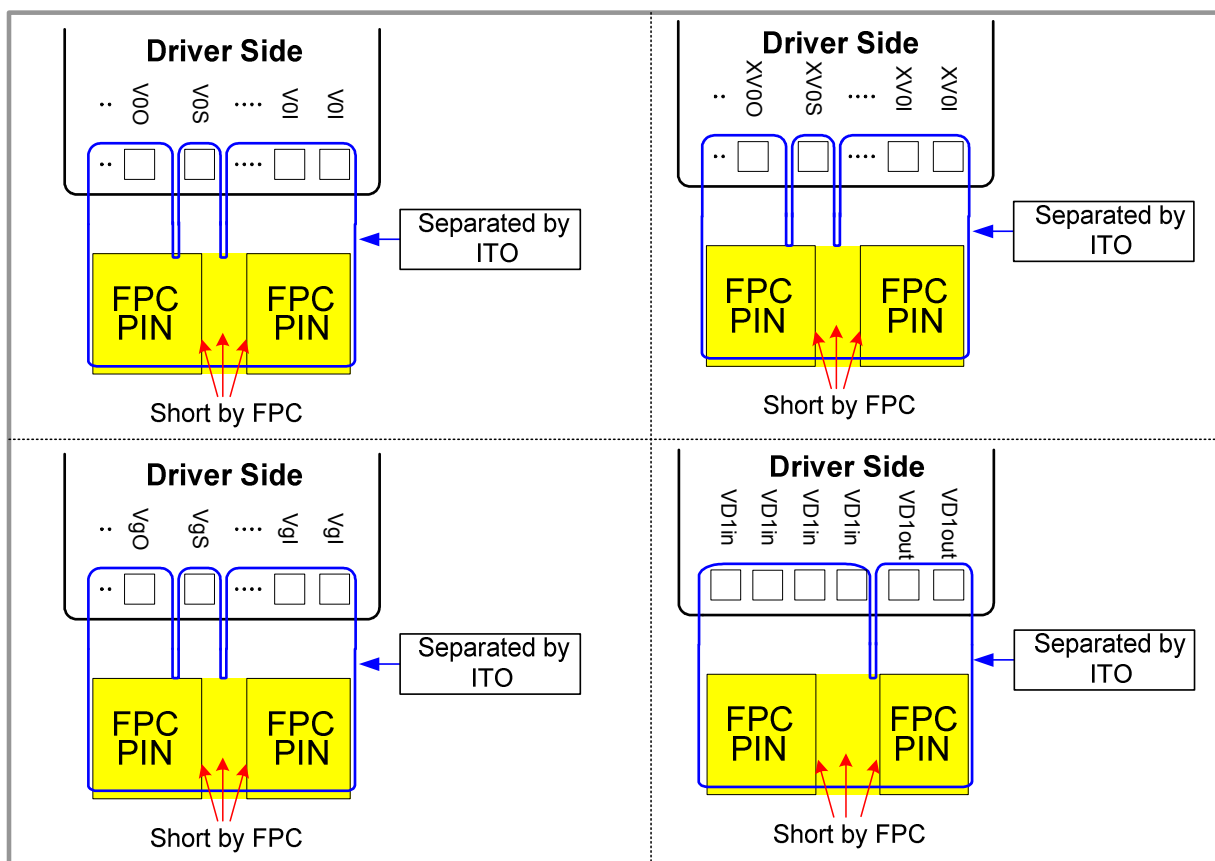 Driver Side
..
V0O
V0S
....
V0I
V0I
..
....
Separated by
ITO
FPC
PIN
FPC
PIN
Short by FPC
Driver Side
..
XV0O
XV0S
....
XV0I
XV0I
..
....
Separated by
ITO
FPC
PIN
FPC
PIN
Short by FPC
Driver Side
..
VgO
VgS
....
VgI
VgI
..
....
Separated by
ITO
FPC
PIN
FPC
PIN
Short by FPC
Driver Side
VD1in
VD1in
VD1in
VD1in
VD1out
VD1out
Separated by
ITO
FPC
PIN
FPC
PIN
Short by FPC